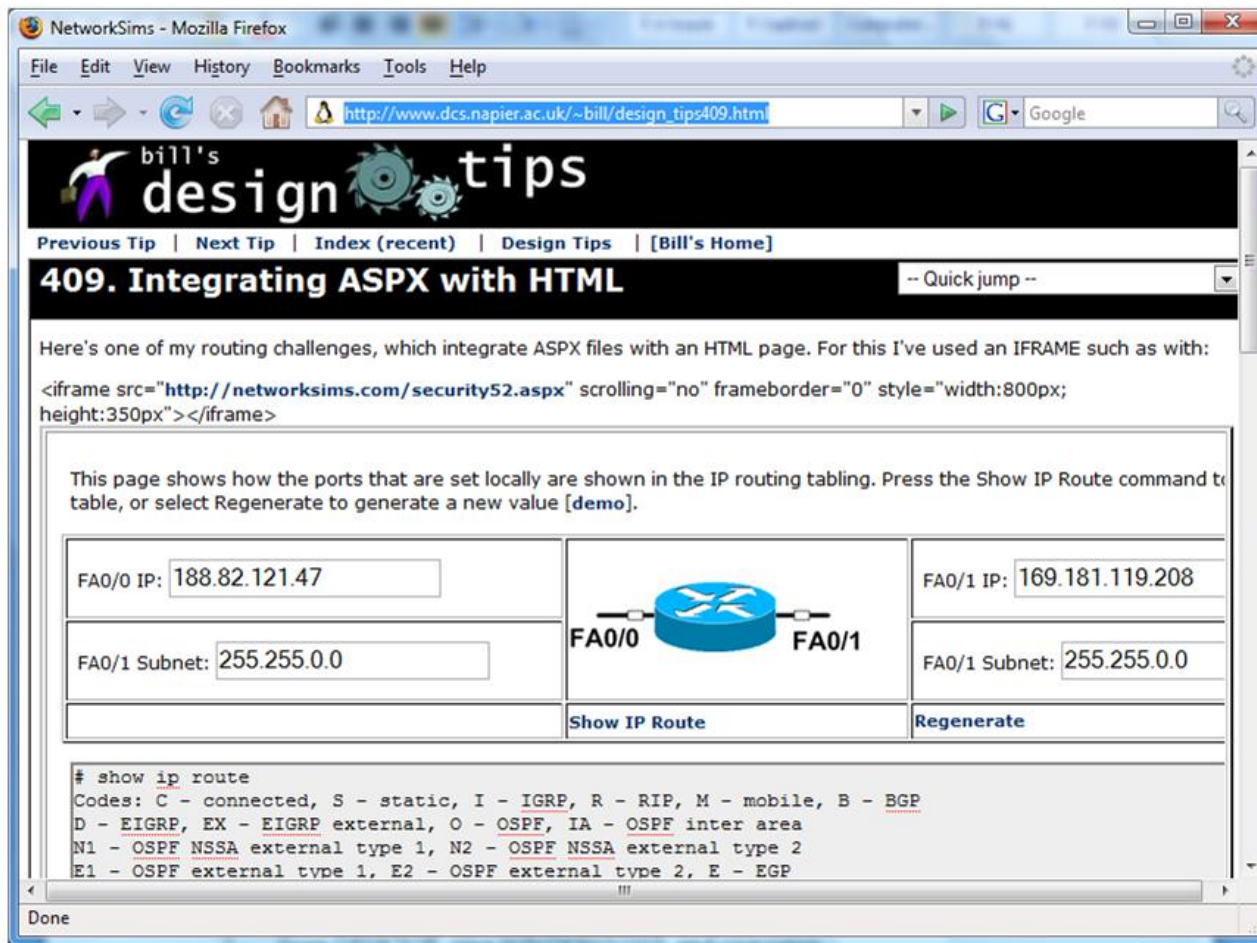 NetworkSims - Mozilla Firefox
File Edit View History Bookmarks Tools Help
http://www.dcs.napier.ac.uk/~bill/design_tips409.html
G Google
bill's
design tips
Previous Tip | Next Tip | Index (recent) | Design Tips | [Bill's Home]
409. Integrating ASPX with HTML
-- Quick jump --
Here's one of my routing challenges, which integrate ASPX files with an HTML page. For this I've used an IFRAME such as with:
<iframe src="http://networksims.com/security52.aspx" scrolling="no" frameborder="0" style="width:800px;
height:350px"></iframe>
This page shows how the ports that are set locally are shown in the IP routing tabling. Press the Show IP Route command to
table, or select Regenerate to generate a new value [demo].
FA0/0 IP: 188.82.121.47
FA0/1 IP: 169.181.119.208
FA0/0
FA0/1
FA0/1 Subnet: 255.255.0.0
FA0/1 Subnet: 255.255.0.0
Show IP Route
Regenerate
# show ip route
Codes: C - connected, S - static, I - IGRP, R - RIP, M - mobile, B - BGP
D - EIGRP, EX - EIGRP external, O - OSPF, IA - OSPF inter area
N1 - OSPF NSSA external type 1, N2 - OSPF NSSA external type 2
E1 - OSPF external type 1, E2 - OSPF external type 2, E - EGP
Done